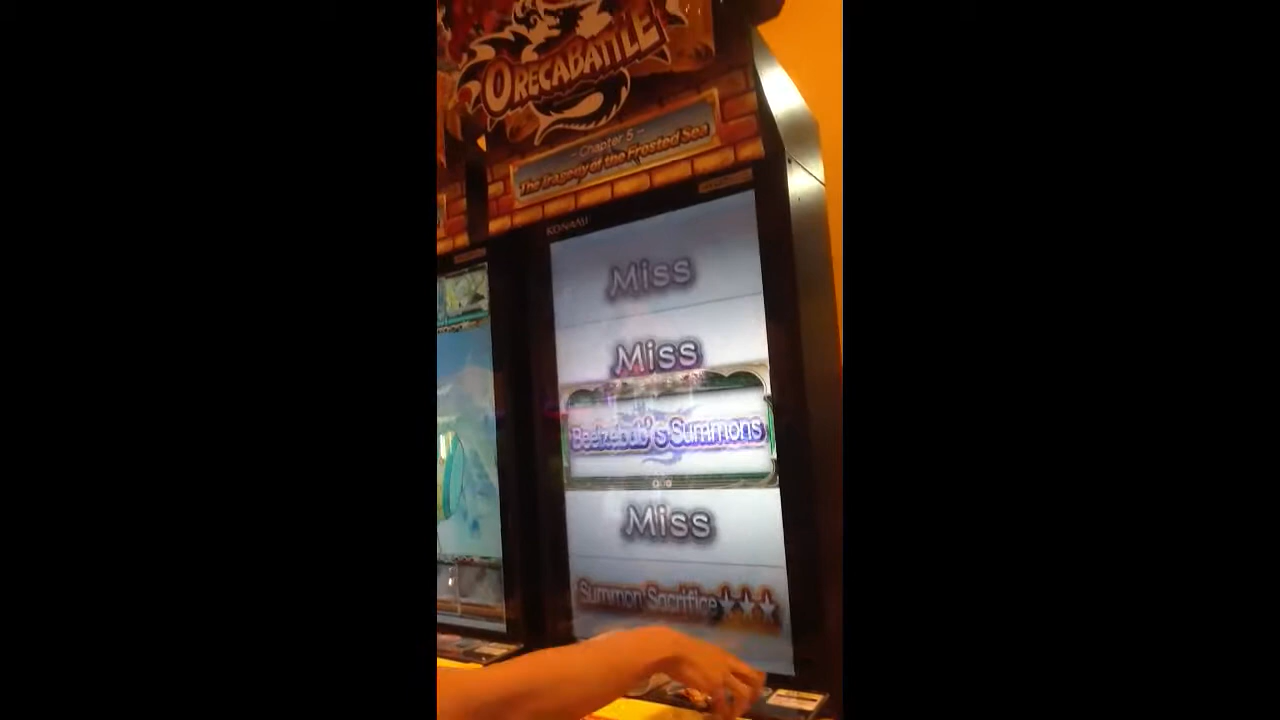 ORECABATTLE
- Chapter 5 -
The Tragedy of the Frosted Sea
KONAMI
Miss
Miss
Beelzebub's Summons
Miss
Summon Sacrifice★★★